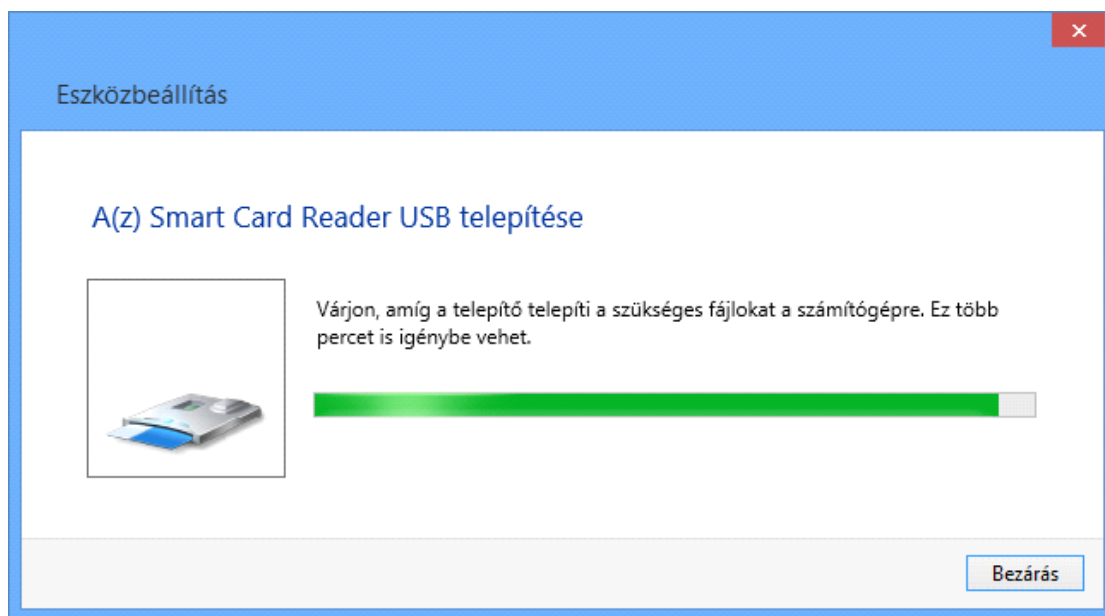 Eszközbeállítás
A(z) Smart Card Reader USB telepítése
Várjon, amíg a telepítő telepíti a szükséges fájlokat a számítógépre. Ez több
percet is igénybe vehet.
Bezárás